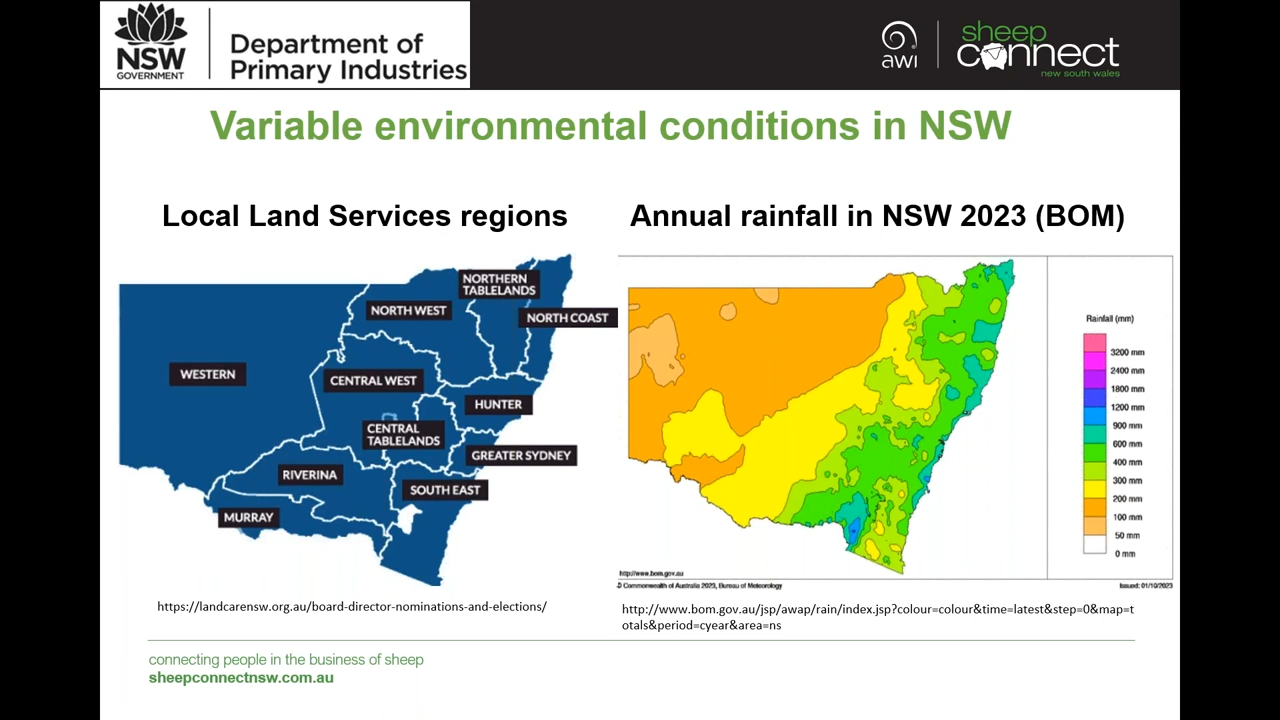 NSW
GOVERNMENT
Department of
Primary Industries
awi
sheep
connect
new south wales
Variable environmental conditions in NSW
Local Land Services regions
Annual rainfall in NSW 2023 (BOM)
NORTHERN
TABLELANDS
NORTH WEST
NORTH COAST
WESTERN
CENTRAL WEST
HUNTER
CENTRAL
TABLELANDS
GREATER SYDNEY
RIVERINA
SOUTH EAST
MURRAY
Rainfall (mm)
3200 mm
2400 mm
1800 mm
1200 mm
900 mm
600 mm
400 mm
300 mm
200 mm
100 mm
50 mm
0 mm
http://www.bom.gov.au
© Commonwealth of Australia 2023, Bureau of Meteorology
Issued: 01/10/2023
https://landcarensw.org.au/board-director-nominations-and-elections/
http://www.bom.gov.au/jsp/awap/rain/index.jsp?colour=colour&time=latest&step=0&map=t
otals&period=cyear&area=ns
connecting people in the business of sheep
sheepconnectnsw.com.au